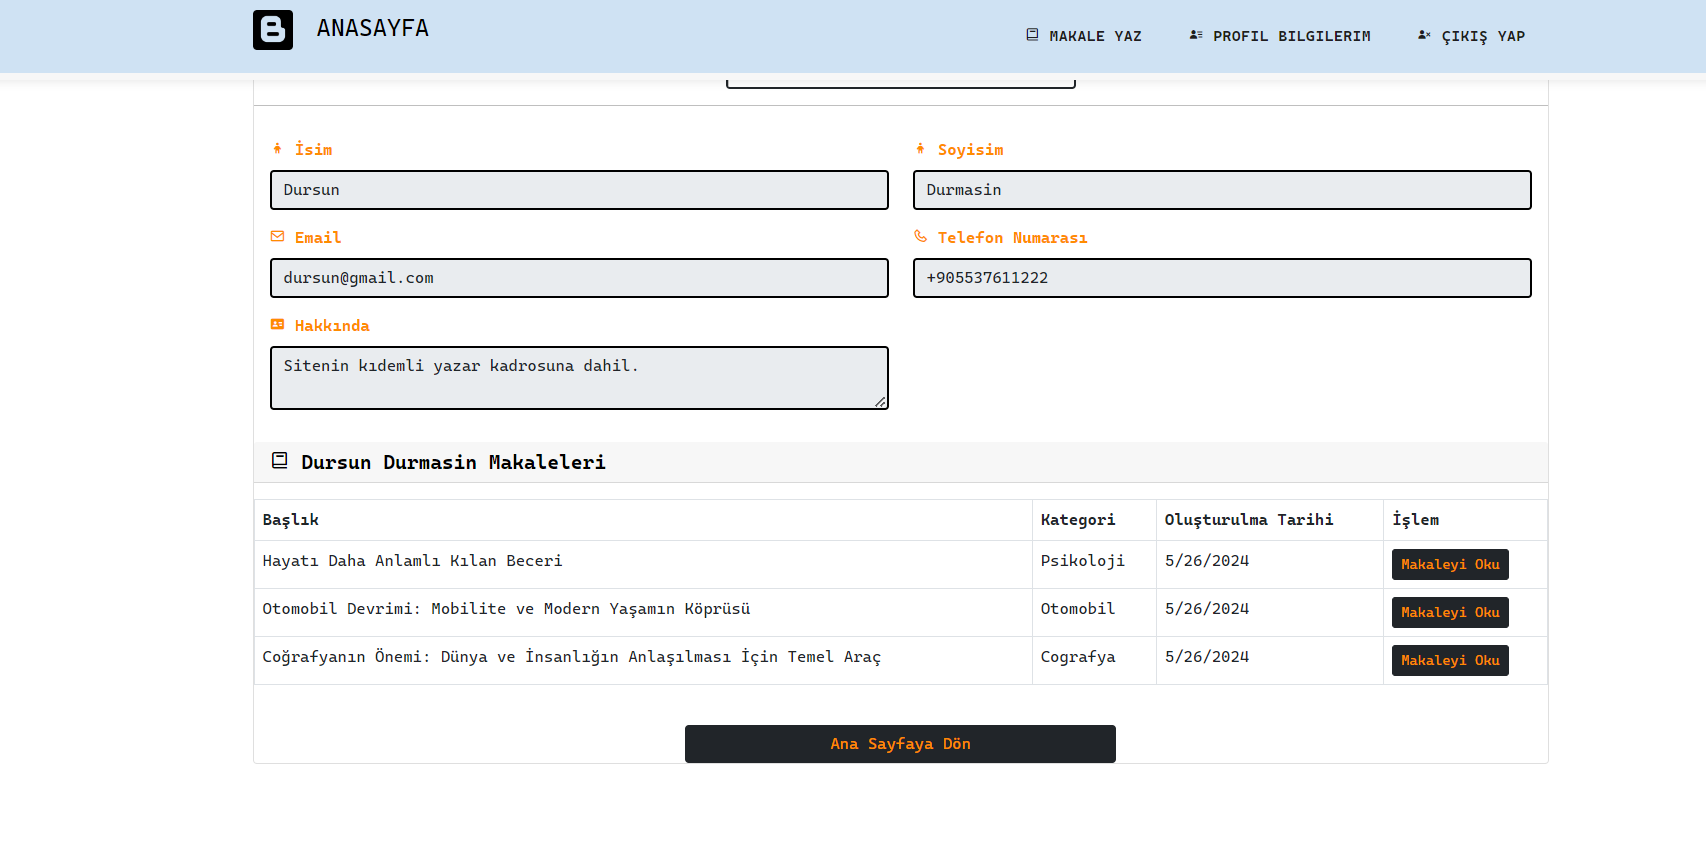 ANASAYFA
MAKALE YAZ PROFIL BILGILERIM ÇIKIŞ YAP
İsim Soyisim
Dursun Durmasin
Email Telefon Numarası
dursun@gmail.com +905537611222
Hakkında
Sitenin kıdemli yazar kadrosuna dahil.
Dursun Durmasin Makaleleri
Başlık Kategori Oluşturulma Tarihi İşlem
Hayatı Daha Anlamlı Kılan Beceri Psikoloji 5/26/2024 Makaleyi Oku
Otomobil Devrimi: Mobilite ve Modern Yaşamın Köprüsü Otomobil 5/26/2024 Makaleyi Oku
Coğrafyanın Önemi: Dünya ve İnsanlığın Anlaşılması İçin Temel Araç Cografya 5/26/2024 Makaleyi Oku
Ana Sayfaya Dön